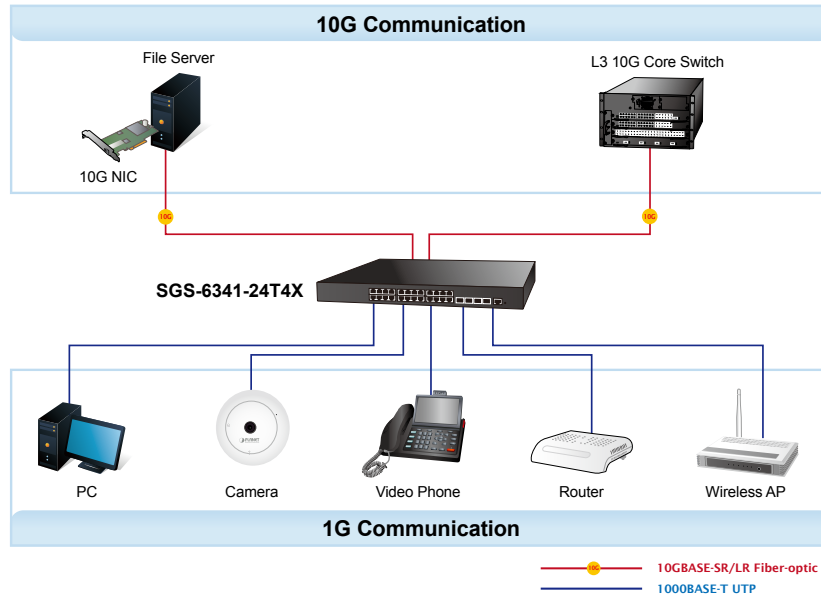 10G Communication
File Server
L3 10G Core Switch
10G NIC
10G
10G
SGS-6341-24T4X
PLANET
PC
Camera
Video Phone
Router
Wireless AP
1G Communication
10G
10GBASE-SR/LR Fiber-optic
1000BASE-T UTP